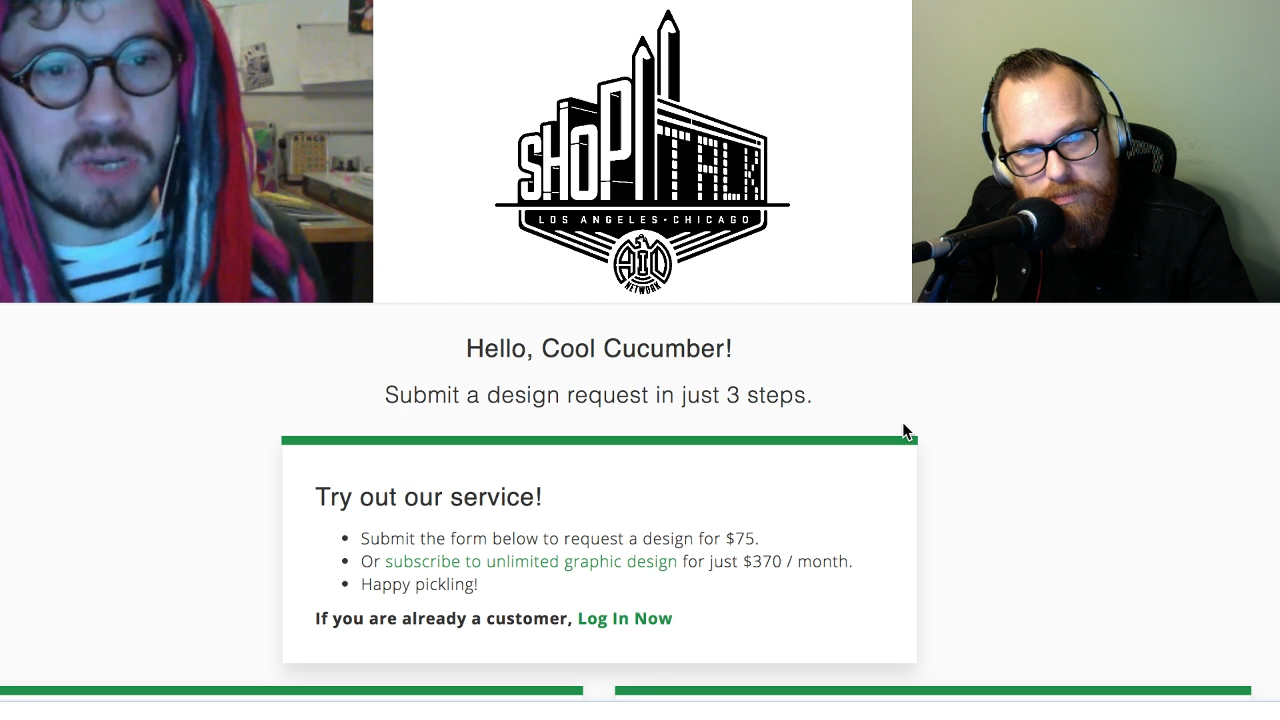 BINGO
SHOP TALK
LOS ANGELES • CHICAGO
AID
NETWORK
Hello, Cool Cucumber!
Submit a design request in just 3 steps.
Try out our service!
• Submit the form below to request a design for $75.
• Or subscribe to unlimited graphic design for just $370 / month.
• Happy pickling!
If you are already a customer, Log In Now